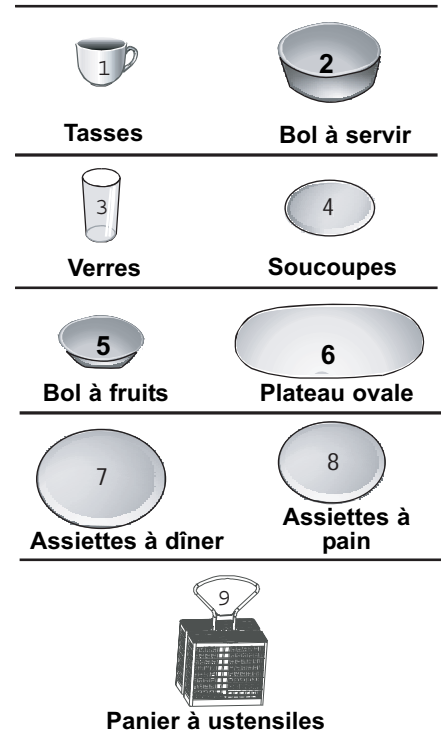 1
2
Tasses
Bol à servir
3
4
Verres
Soucoupes
5
6
Bol à fruits
Plateau ovale
7
8
Assiettes à dîner
Assiettes à
pain
9
Panier à ustensiles